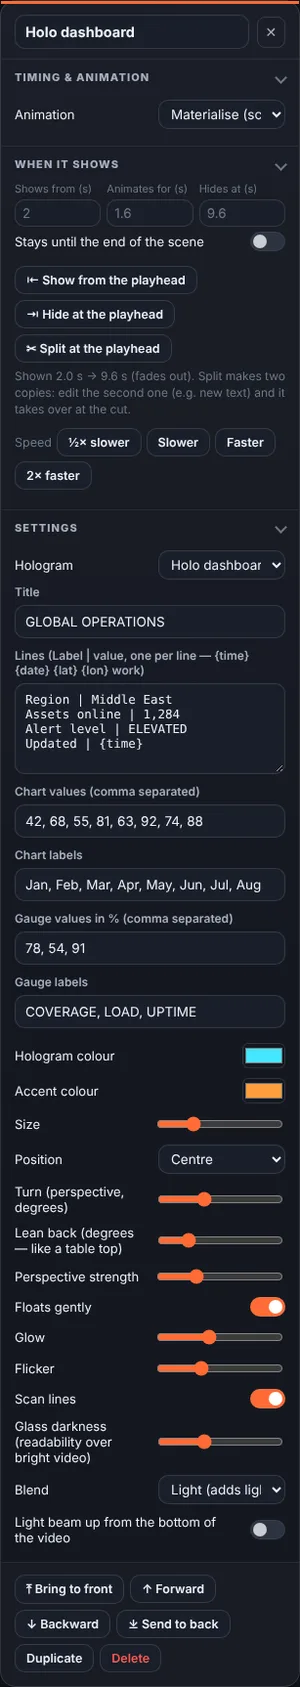 Holo dashboard ✕
TIMING & ANIMATION
Animation Materialise (sc
WHEN IT SHOWS
Shows from (s) Animates for (s) Hides at (s)
2 1.6 9.6
Stays until the end of the scene
⇤ Show from the playhead
⇥ Hide at the playhead
✂ Split at the playhead
Shown 2.0 s → 9.6 s (fades out). Split makes two
copies: edit the second one (e.g. new text) and it
takes over at the cut.
Speed ½× slower Slower Faster
2× faster
SETTINGS
Hologram Holo dashboar
Title
GLOBAL OPERATIONS
Lines (Label | value, one per line — {time}
{date} {lat} {lon} work)
Region | Middle East
Assets online | 1,284
Alert level | ELEVATED
Updated | {time}
Chart values (comma separated)
42, 68, 55, 81, 63, 92, 74, 88
Chart labels
Jan, Feb, Mar, Apr, May, Jun, Jul, Aug
Gauge values in % (comma separated)
78, 54, 91
Gauge labels
COVERAGE, LOAD, UPTIME
Hologram colour
Accent colour
Size
Position Centre
Turn (perspective,
degrees)
Lean back (degrees
— like a table top)
Perspective strength
Floats gently
Glow
Flicker
Scan lines
Glass darkness
(readability over
bright video)
Blend Light (adds ligl
Light beam up from the bottom of
the video
⤒ Bring to front ↑ Forward
↓ Backward ⤓ Send to back
Duplicate Delete